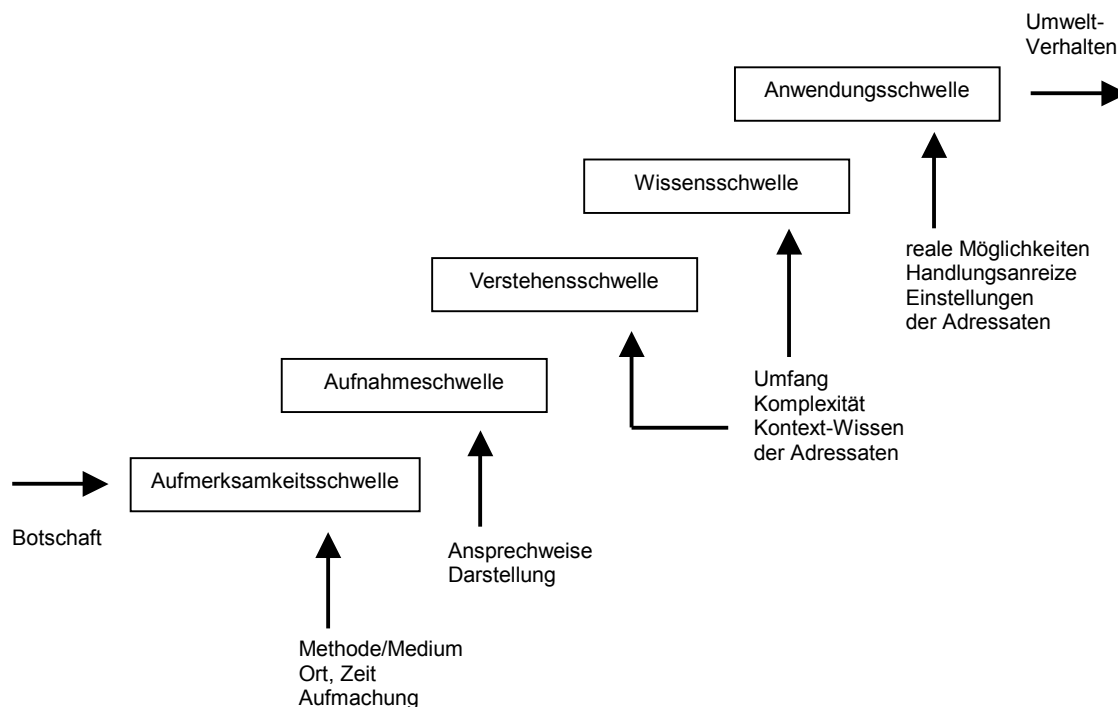 Umwelt-
Verhalten
Anwendungsschwelle
Wissensschwelle
reale Möglichkeiten
Handlungsanreize
Einstellungen
der Adressaten
Verstehensschwelle
Aufnahmeschwelle
Umfang
Komplexität
Kontext-Wissen
der Adressaten
Aufmerksamkeitsschwelle
Botschaft
Ansprechweise
Darstellung
Methode/Medium
Ort, Zeit
Aufmachung